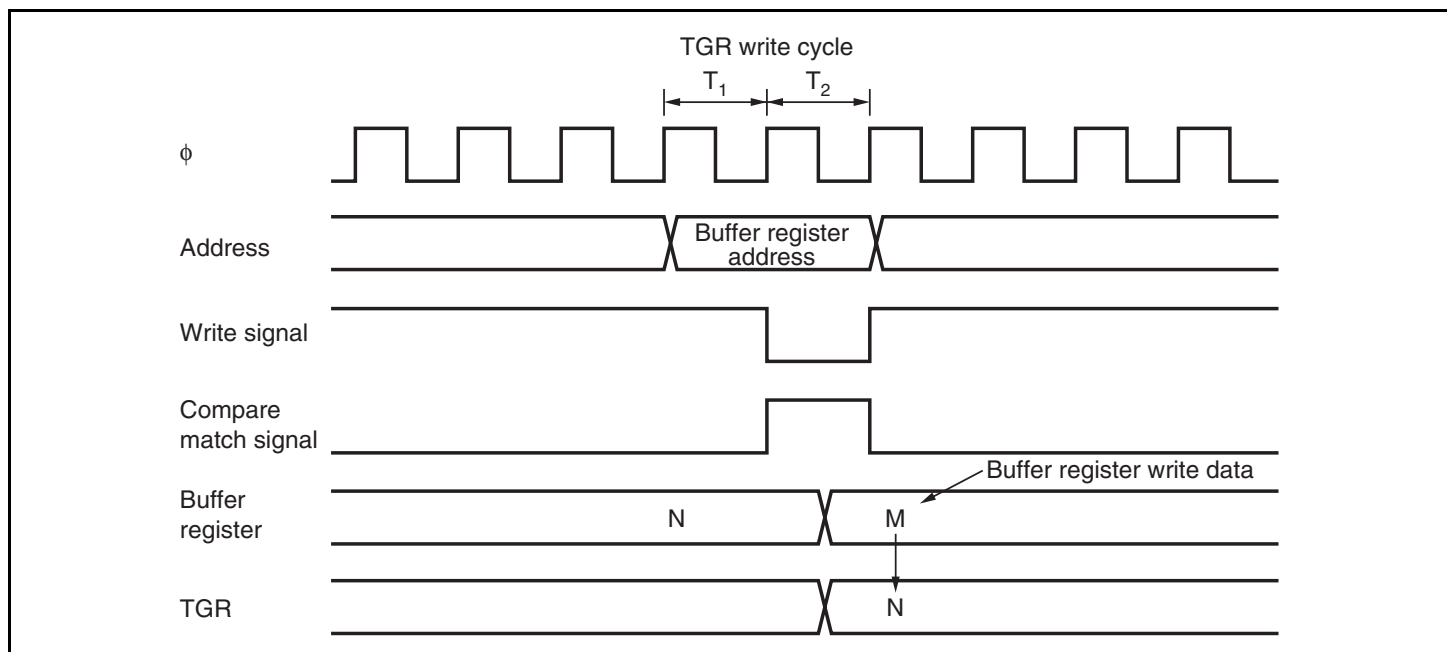 TGR write cycle
T1 T2
ϕ
Address
Buffer register
address
Write signal
Compare
match signal
Buffer register write data
Buffer
register
N M
TGR
N